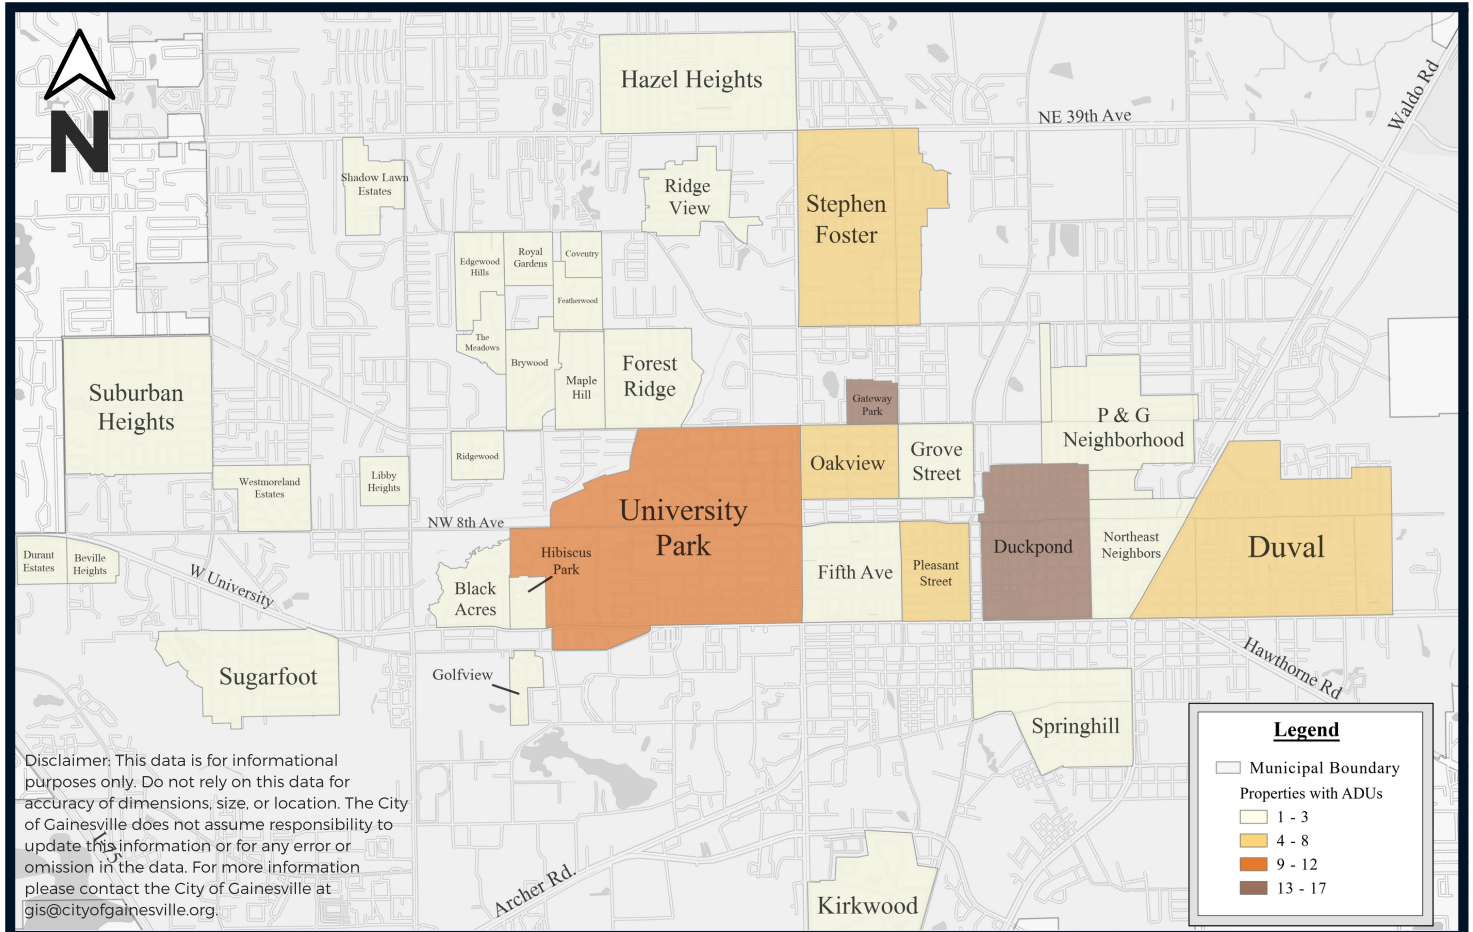 N
Hazel Heights
NE 39th Ave
Waldo Rd
Shadow Lawn
Estates
Ridge
View
Stephen
Foster
Edgewood
Hills
Royal
Gardens
Coventry
Featherwood
The
Meadows
Brywood
Maple
Hill
Forest
Ridge
Suburban
Heights
Gateway
Park
P & G
Neighborhood
Ridgewood
Oakview
Grove
Street
Libby
Heights
Westmoreland
Estates
University
Park
NW 8th Ave
Hibiscus
Park
Duckpond
Northeast
Neighbors
Duval
Durant
Estates
Beville
Heights
W University
Black
Acres
Fifth Ave
Pleasant
Street
Sugarfoot
Golfview
Hawthorne Rd
Springhill
Archer Rd.
Kirkwood
I-75
Disclaimer: This data is for informational
purposes only. Do not rely on this data for
accuracy of dimensions, size, or location. The City
of Gainesville does not assume responsibility to
update this information or for any error or
omission in the data. For more information
please contact the City of Gainesville at
gis@cityofgainesville.org.
Legend
Municipal Boundary
Properties with ADUs
1 - 3
4 - 8
9 - 12
13 - 17